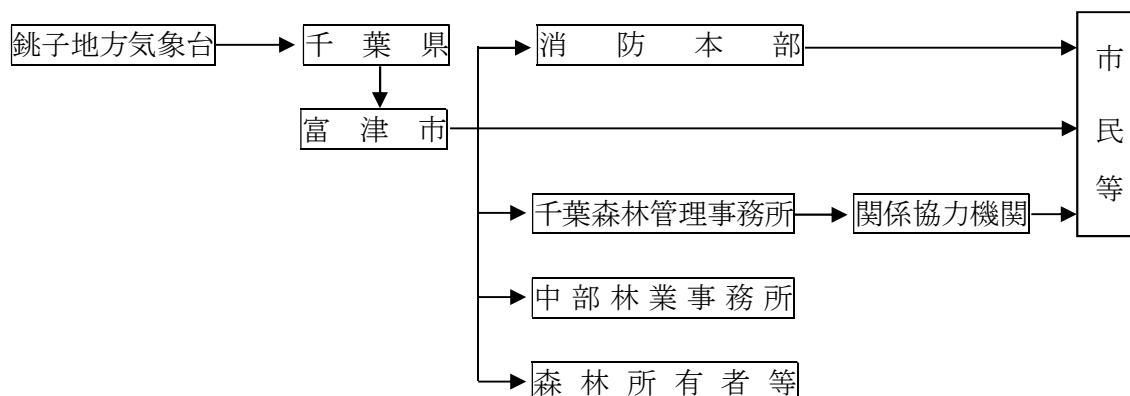 銚子地方気象台
千葉県
消防本部
市民等
富津市
千葉森林管理事務所
関係協力機関
中部林業事務所
森林所有者等